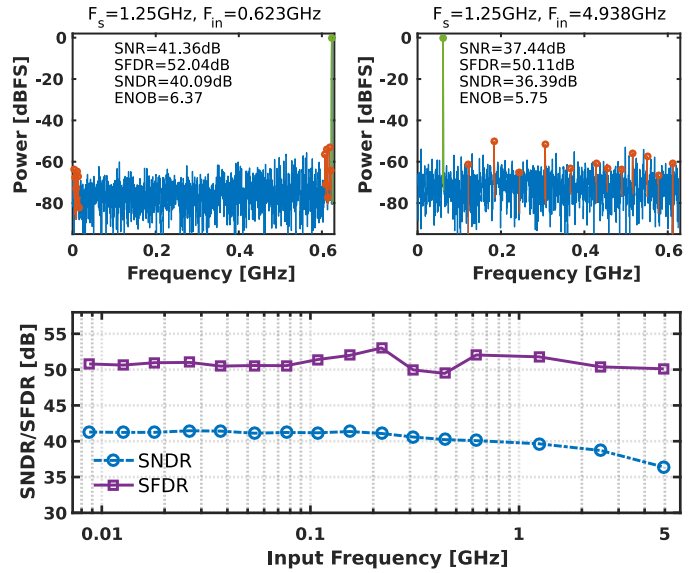 F_s=1.25GHz, F_in=0.623GHz
SNR=41.36dB
SFDR=52.04dB
SNDR=40.09dB
ENOB=6.37
Power [dBFS]
0
-20
-40
-60
-80
0
0.2
0.4
0.6
Frequency [GHz]
F_s=1.25GHz, F_in=4.938GHz
SNR=37.44dB
SFDR=50.11dB
SNDR=36.39dB
ENOB=5.75
Power [dBFS]
0
-20
-40
-60
-80
0
0.2
0.4
0.6
Frequency [GHz]
SNDR/SFDR [dB]
55
50
45
40
35
30
SNDR
SFDR
0.01
0.1
1
5
Input Frequency [GHz]